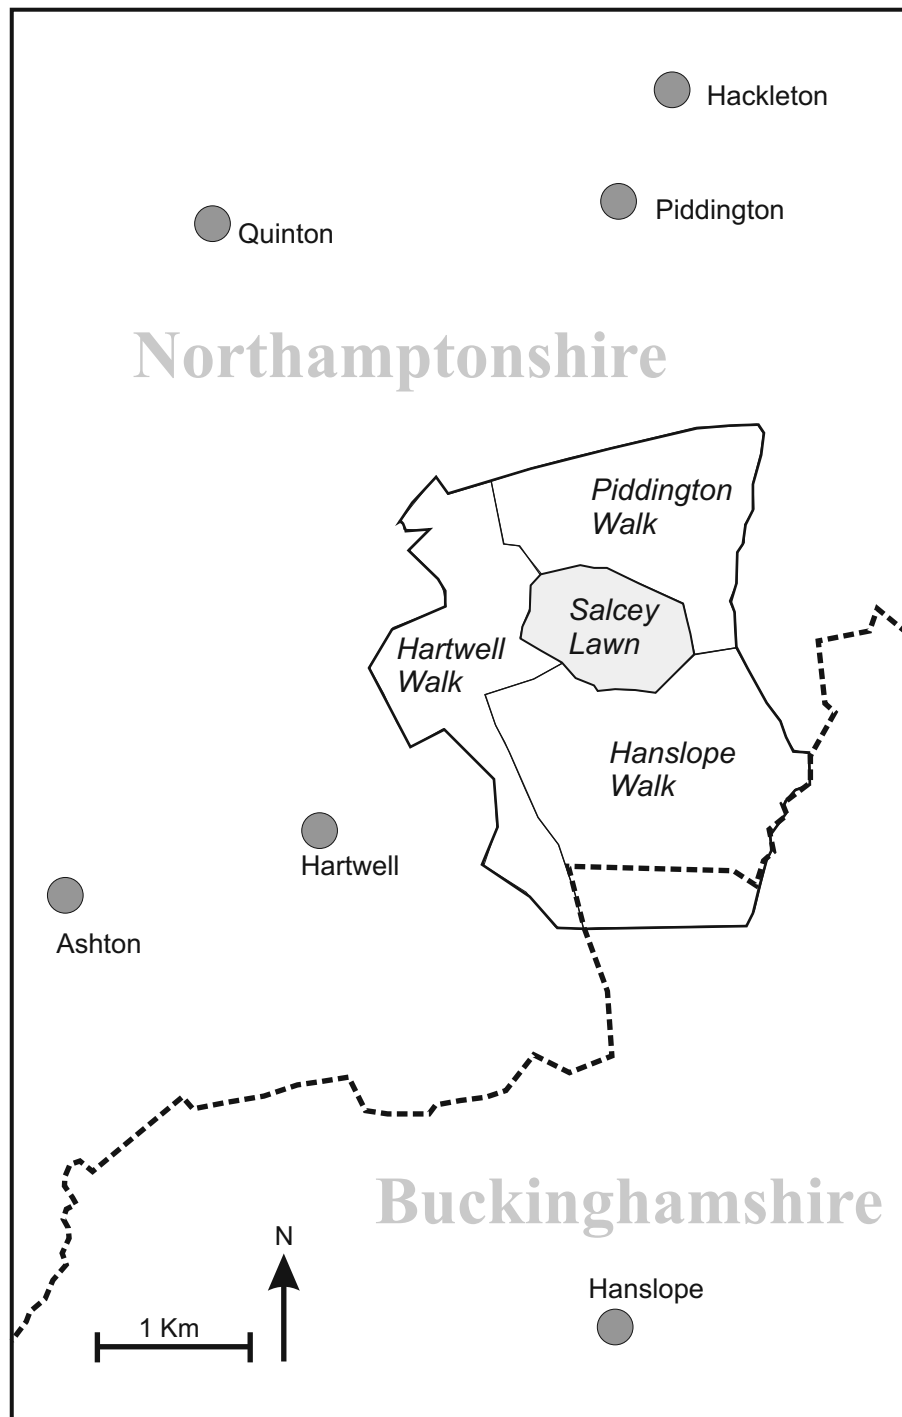 Hackleton
Piddington
Quinton
Northamptonshire
Piddington
Walk
Salcey
Lawn
Hartwell
Walk
Hanslope
Walk
Hartwell
Ashton
Buckinghamshire
N
Hanslope
1 Km